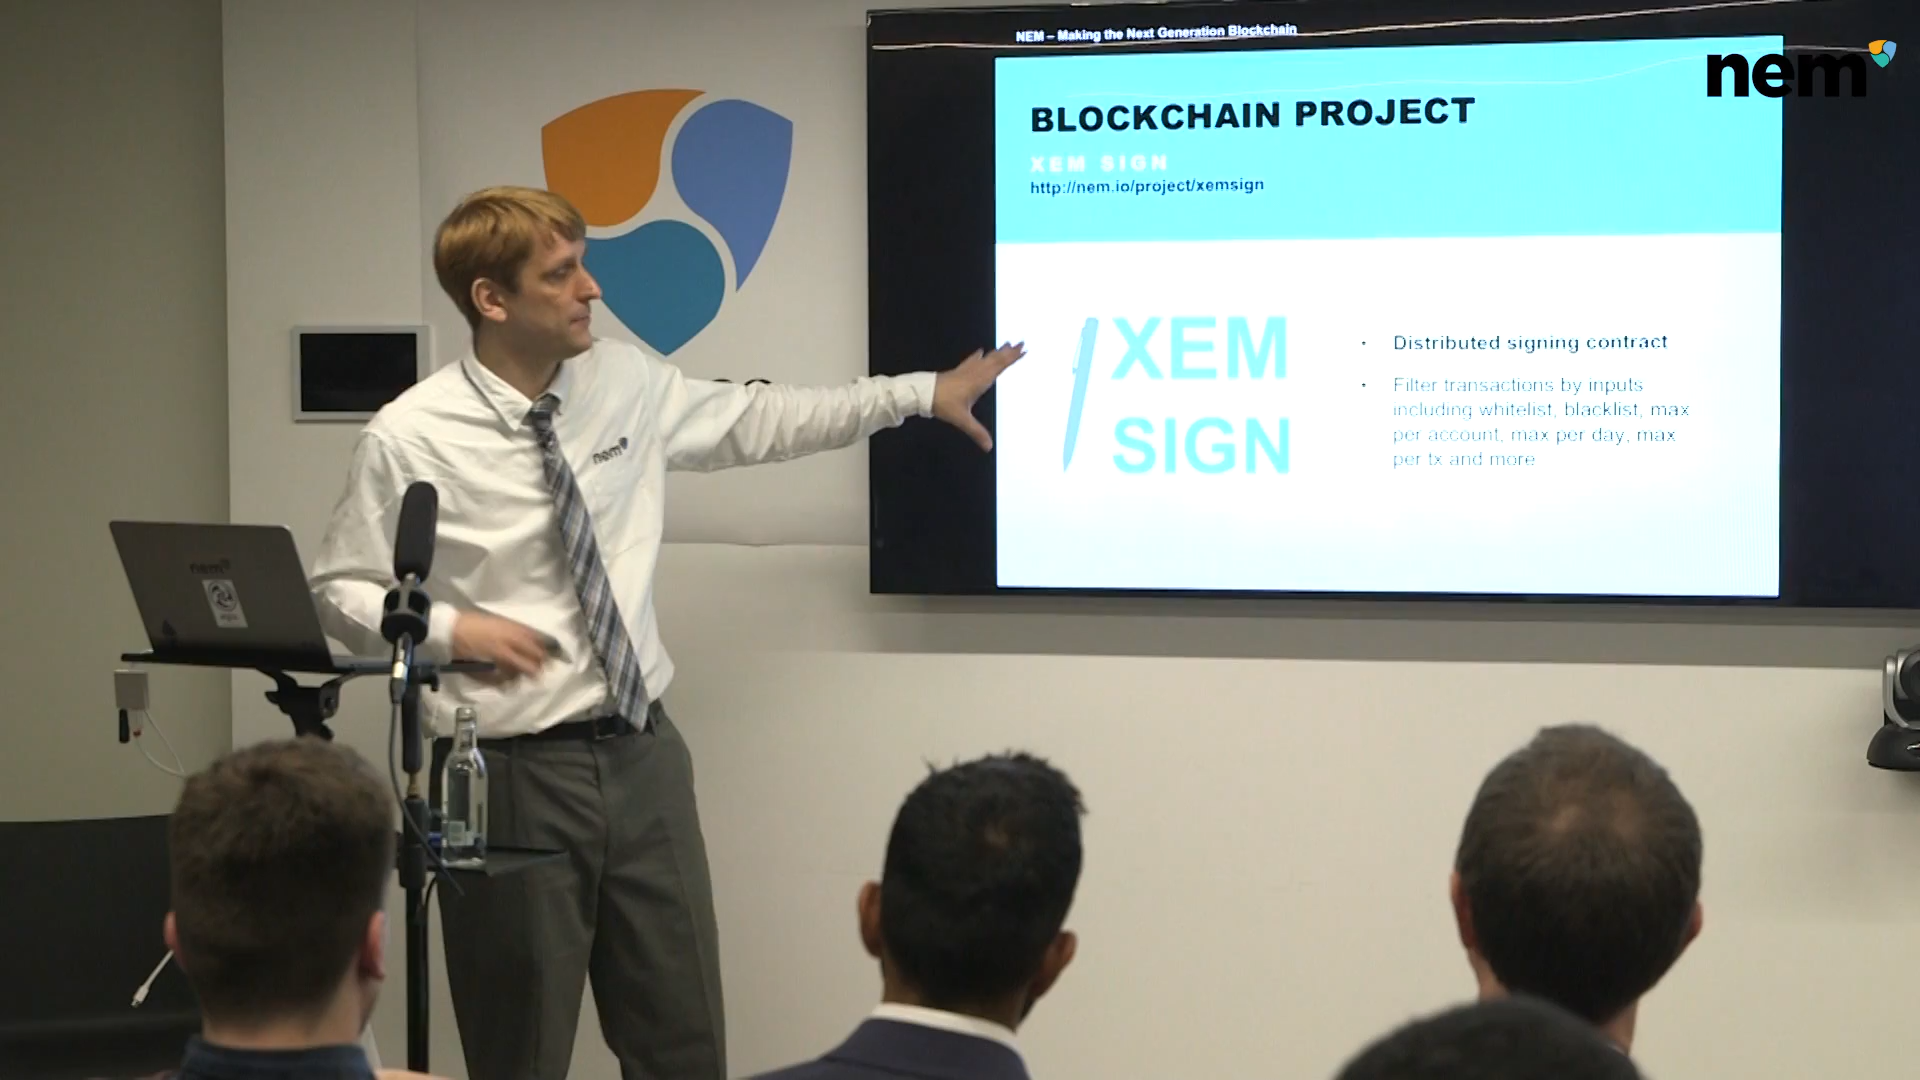 NEM – Making the Next Generation Blockchain
nem
BLOCKCHAIN PROJECT
XEM SIGN
http://nem.io/project/xemsign
XEM
SIGN
• Distributed signing contract
• Filter transactions by inputs
including whitelist, blacklist, max
per account, max per day, max
per tx and more
nem
nem